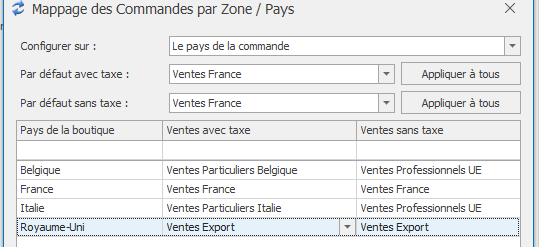 Mappage des Commandes par Zone / Pays
Configurer sur : Le pays de la commande
Par défaut avec taxe : Ventes France Appliquer à tous
Par défaut sans taxe : Ventes France Appliquer à tous
Pays de la boutique Ventes avec taxe Ventes sans taxe
Belgique Ventes Particuliers Belgique Ventes Professionnels UE
France Ventes France Ventes France
Italie Ventes Particuliers Italie Ventes Professionnels UE
Royaume-Uni Ventes Export Ventes Export